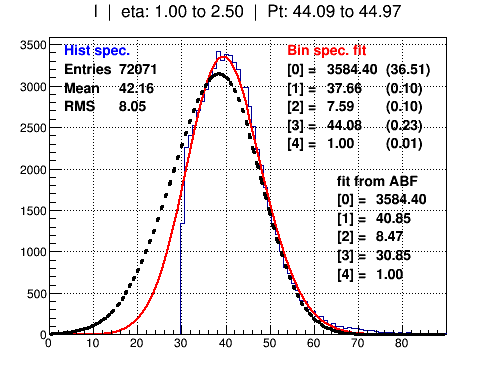 I | eta: 1.00 to 2.50 | Pt: 44.09 to 44.97
Hist spec.
Entries 72071
Mean 42.16
RMS 8.05
Bin spec. fit
[0] = 3584.40 (36.51)
[1] = 37.66 (0.10)
[2] = 7.59 (0.10)
[3] = 44.08 (0.23)
[4] = 1.00 (0.01)
fit from ABF
[0] = 3584.40
[1] = 40.85
[2] = 8.47
[3] = 30.85
[4] = 1.00
3500
3000
2500
2000
1500
1000
500
0
0 10 20 30 40 50 60 70 80